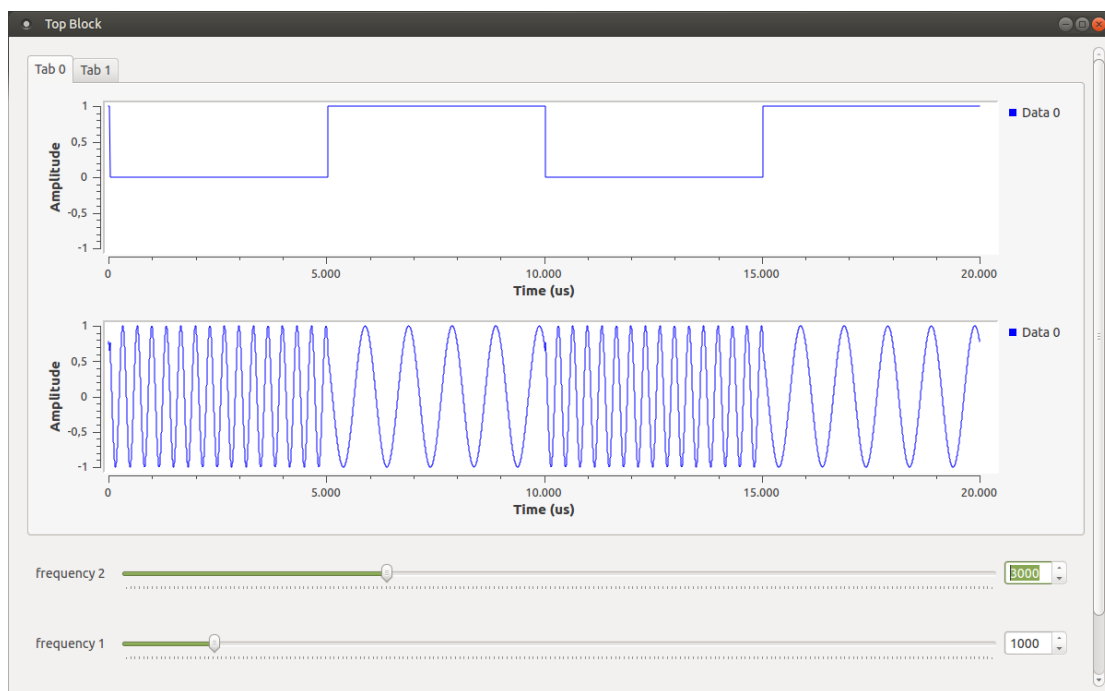 Top Block
Tab 0 Tab 1
1
0,5
0
-0,5
-1
Amplitude
Data 0
0 5.000 10.000 15.000 20.000
Time (us)
1
0,5
0
-0,5
-1
Amplitude
Data 0
0 5.000 10.000 15.000 20.000
Time (us)
frequency 2 3000
frequency 1 1000